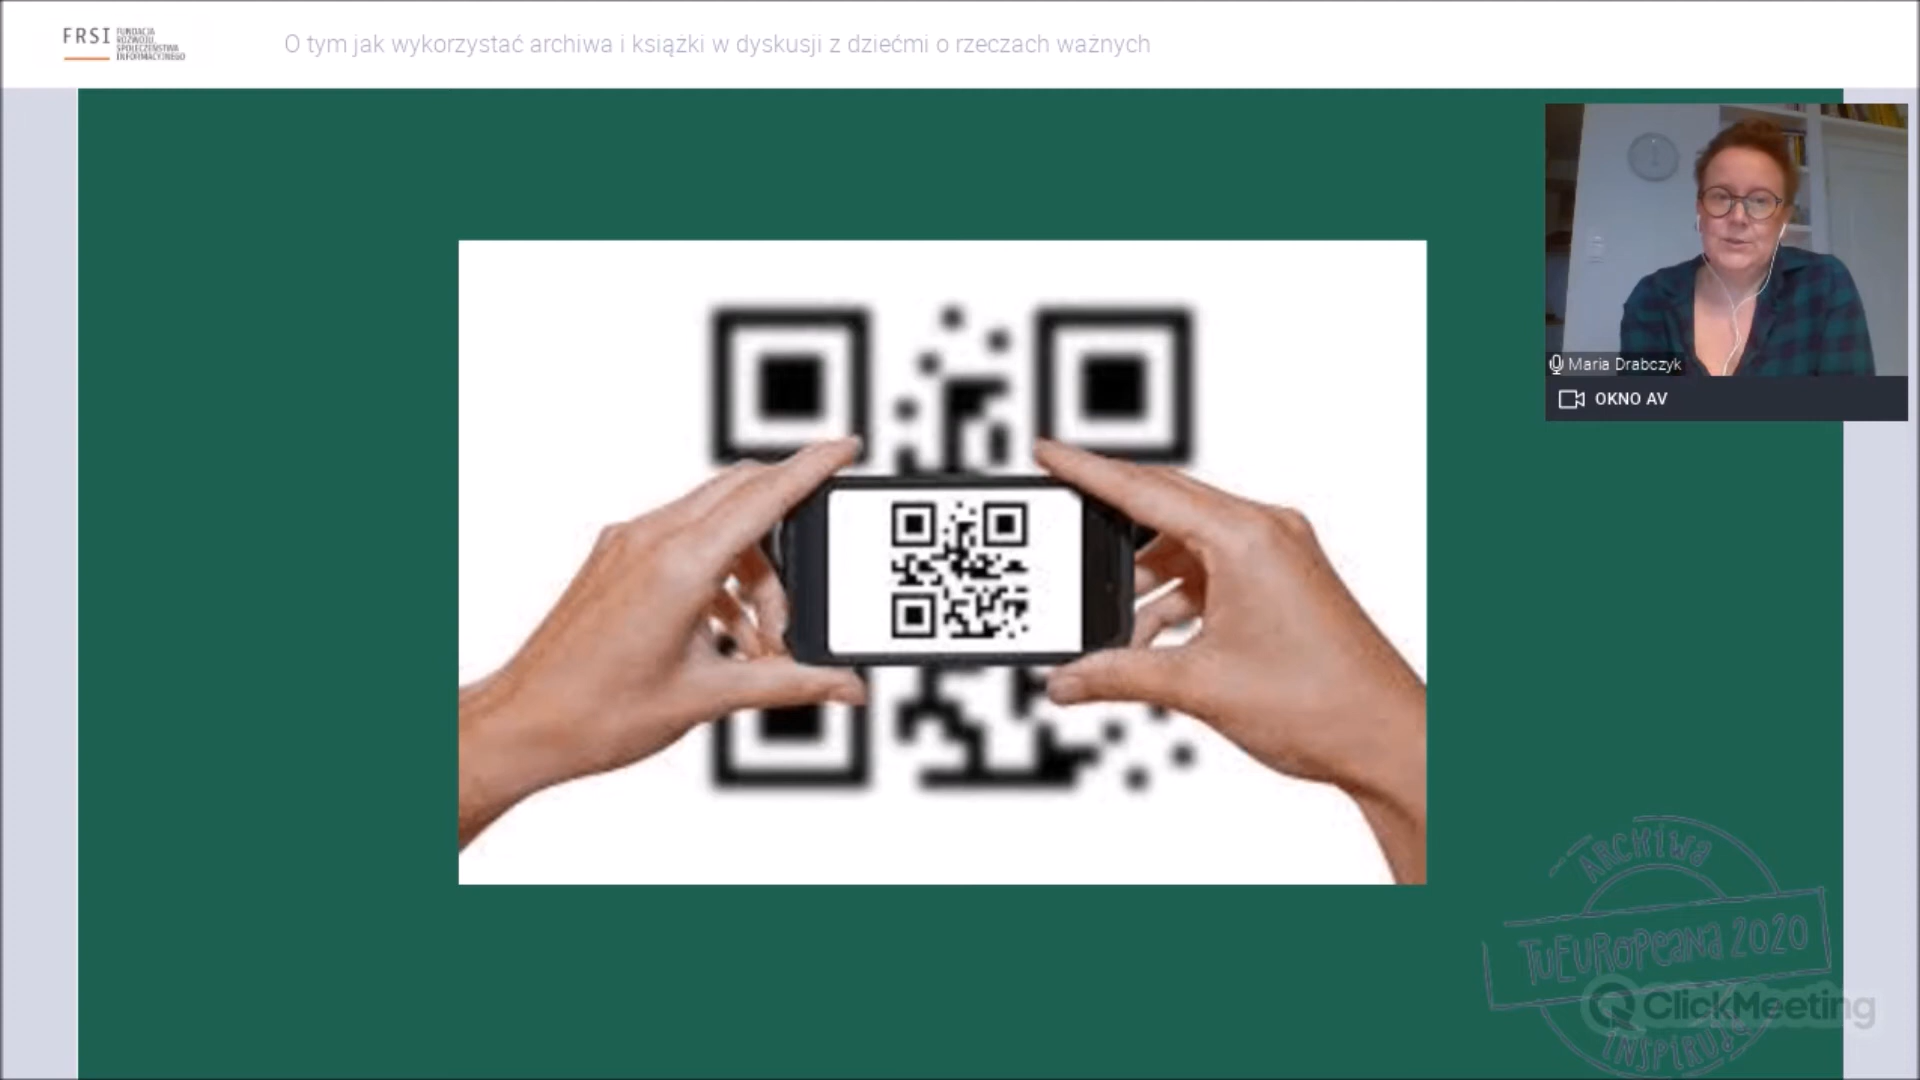 FRSI
FUNDACJA
ROZWOJU
SPOŁECZEŃSTWA
INFORMACYJNEGO
O tym jak wykorzystać archiwa i książki w dyskusji z dziećmi o rzeczach ważnych
Maria Drabczyk
OKNO AV
ARCHIWA
TuEUROPEANA 2020
ClickMeeting
INSPIRUJĄ